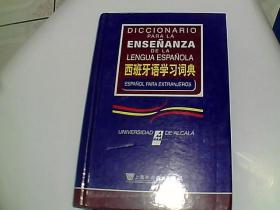 DICCIONARIO
PARA LA
ENSEÑANZA
DE LA
LENGUA ESPAÑOLA
西班牙语学习词典
ESPAÑOL PARA EXTRANJEROS
UNIVERSIDAD DE ALCALÁ